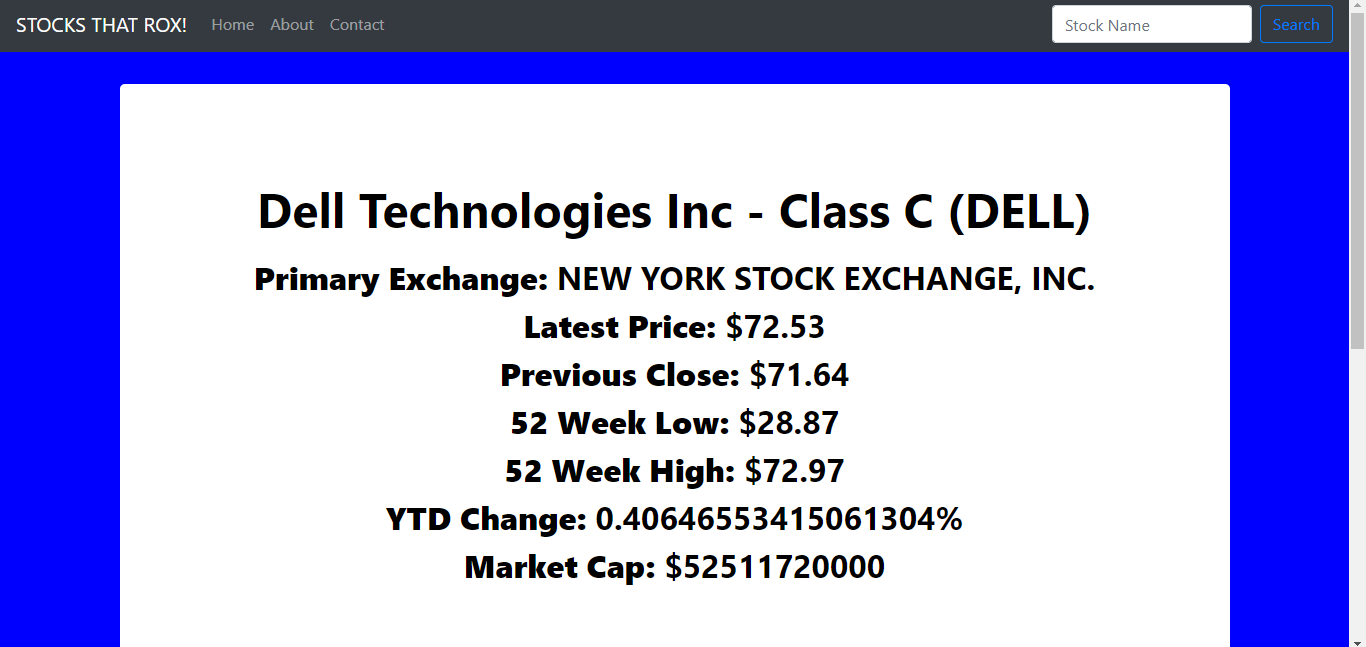 STOCKS THAT ROX! Home About Contact Stock Name Search
Dell Technologies Inc - Class C (DELL)
Primary Exchange: NEW YORK STOCK EXCHANGE, INC.
Latest Price: $72.53
Previous Close: $71.64
52 Week Low: $28.87
52 Week High: $72.97
YTD Change: 0.40646553415061304%
Market Cap: $52511720000